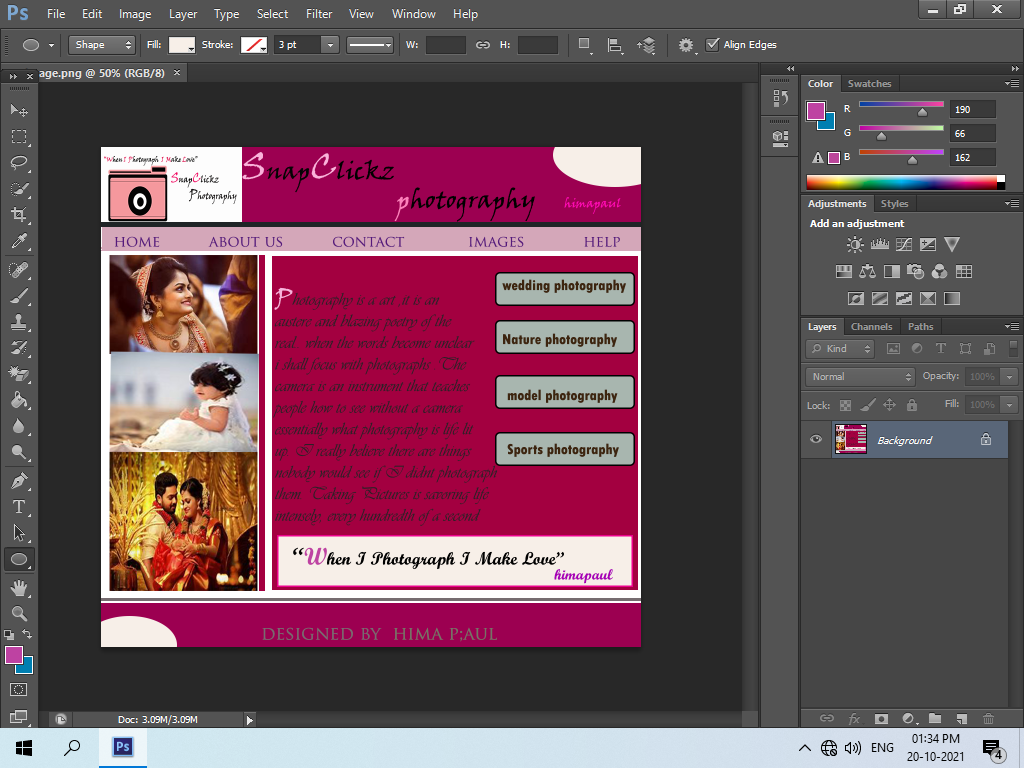 Ps File Edit Image Layer Type Select Filter View Window Help
Shape Fill: Stroke: 3 pt W: H: Align Edges
age.png @ 50% (RGB/8) ×
"When I Photograph I Make Love"
SnapClickz
Photography
SnapClickz
photography
himapaul
HOME ABOUT US CONTACT IMAGES HELP
Photography is a art ,it is an
austere and blazing poetry of the
real. when the words become unclear
i shall focus with photographs. The
camera is an instrument that teaches
people how to see without a camera
essentially what photography is life lit
up. I really believe there are things
nobody would see if I didnit photograph
them. Taking Pictures is savoring life
intensely, every hundredth of a second
wedding photography
Nature photography
model photography
Sports photography
“When I Photograph I Make Love”
himapaul
DESIGNED BY HIMA P;AUL
Doc: 3.09M/3.09M
Color Swatches
R 190
G 66
B 162
Adjustments Styles
Add an adjustment
Layers Channels Paths
Kind
Normal Opacity: 100%
Lock: Fill: 100%
Background
fx
Ps
ENG
01:34 PM
20-10-2021
4